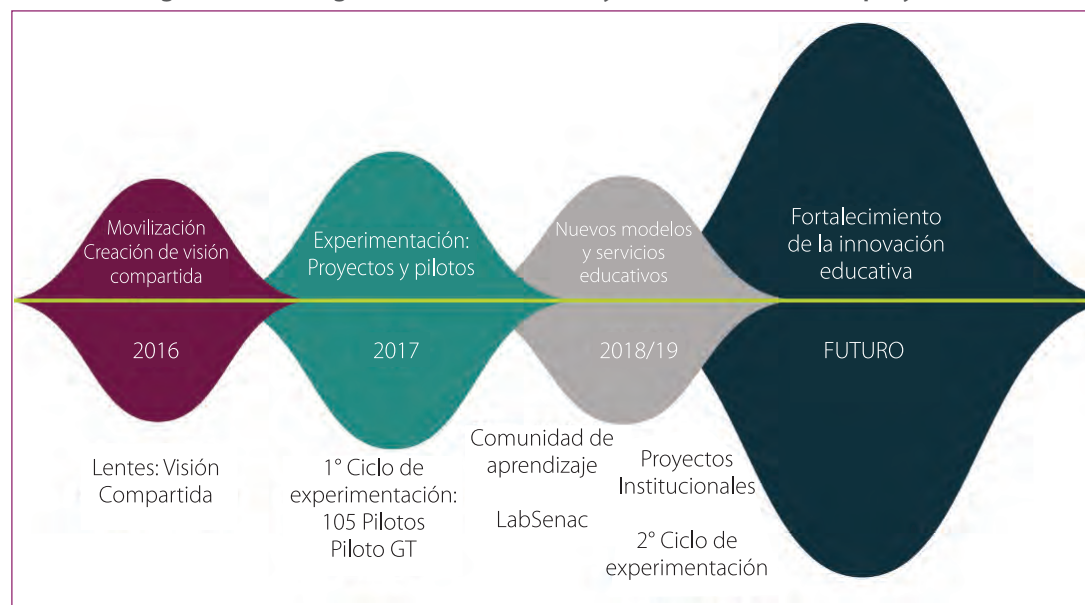 Movilización
Creación de visión
compartida
2016
Lentes: Visión
Compartida
Experimentación:
Proyectos y pilotos
2017
1° Ciclo de
experimentación:
105 Pilotos
Piloto GT
Nuevos modelos
y servicios
educativos
2018/19
Comunidad de
aprendizaje
LabSenac
Proyectos
Institucionales
2° Ciclo de
experimentación
Fortalecimiento
de la innovación
educativa
FUTURO